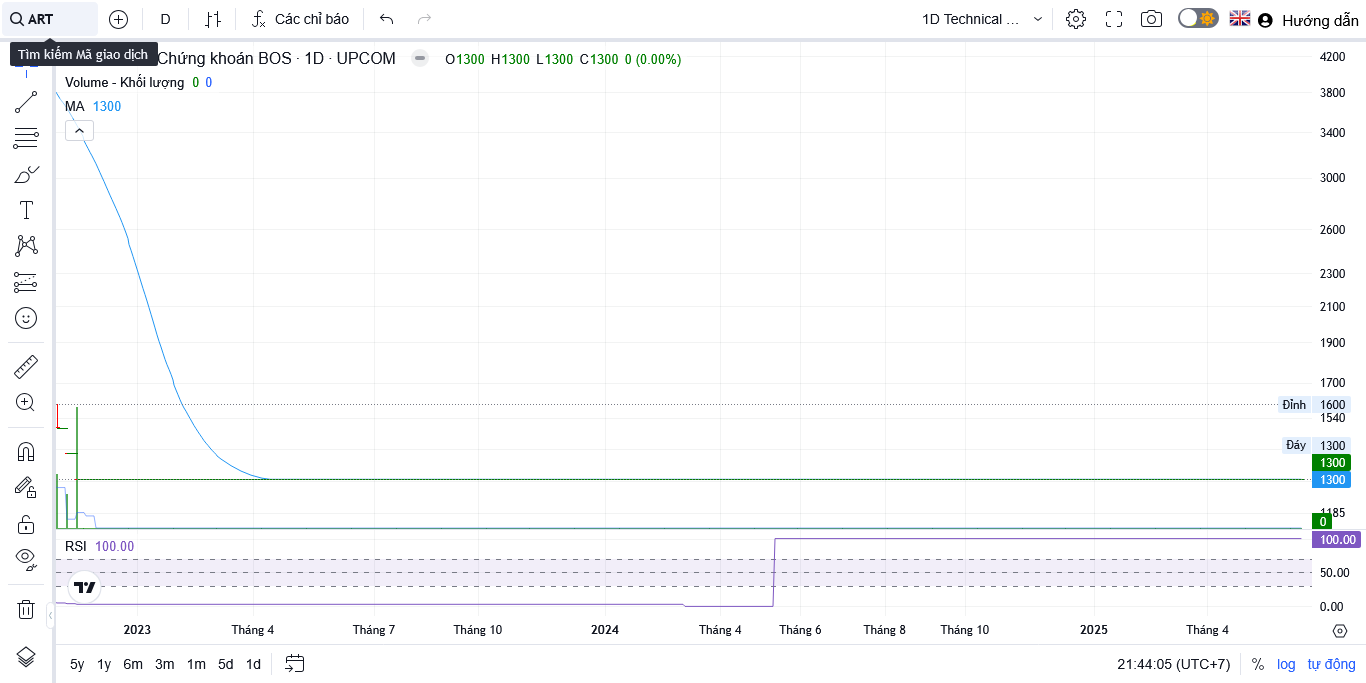 ART
D
Các chỉ báo
1D Technical ...
Hướng dẫn
Tìm kiếm Mã giao dịch
Chứng khoán BOS · 1D · UPCOM
O1300 H1300 L1300 C1300 0 (0.00%)
Volume - Khối lượng 0 0
MA 1300
4200
3800
3400
3000
2600
2300
2100
1900
1700
Đỉnh 1600
1540
Đáy 1300
1300
1300
1185
0
RSI 100.00
100.00
50.00
0.00
2023 Tháng 4 Tháng 7 Tháng 10 2024 Tháng 4 Tháng 6 Tháng 8 Tháng 10 2025 Tháng 4
5y 1y 6m 3m 1m 5d 1d
21:44:05 (UTC+7) % log tự động